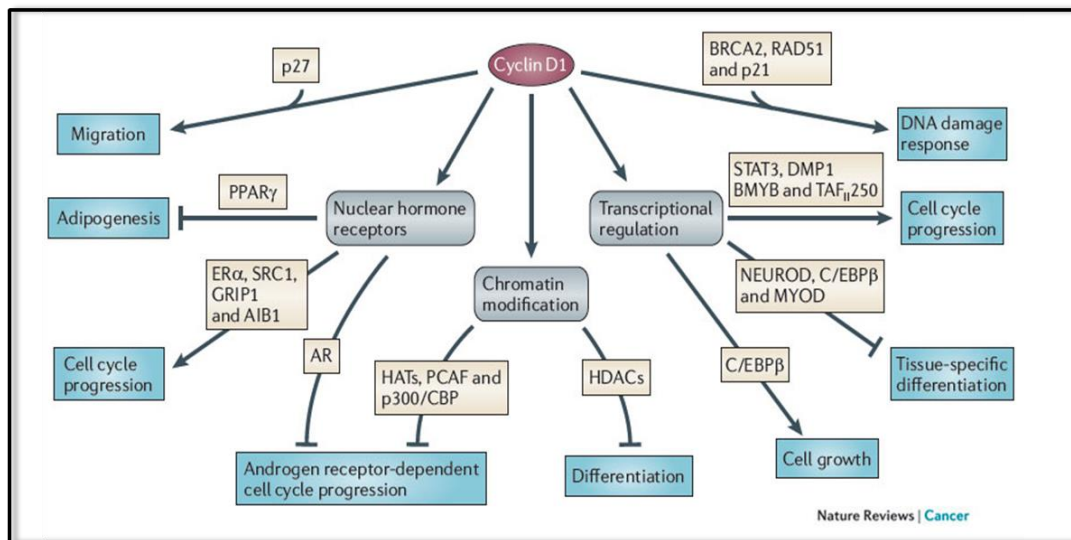 Cyclin D1
p27
BRCA2, RAD51
and p21
Migration
DNA damage
response
PPARγ
STAT3, DMP1
BMYB and TAFII250
Adipogenesis
Nuclear hormone
receptors
Transcriptional
regulation
Cell cycle
progression
ERα, SRC1,
GRIP1
and AIB1
Chromatin
modification
NEUROD, C/EBPβ
and MYOD
Cell cycle
progression
AR
HATs, PCAF and
p300/CBP
HDACs
C/EBPβ
Tissue-specific
differentiation
Androgen receptor-dependent
cell cycle progression
Differentiation
Cell growth
Nature Reviews | Cancer